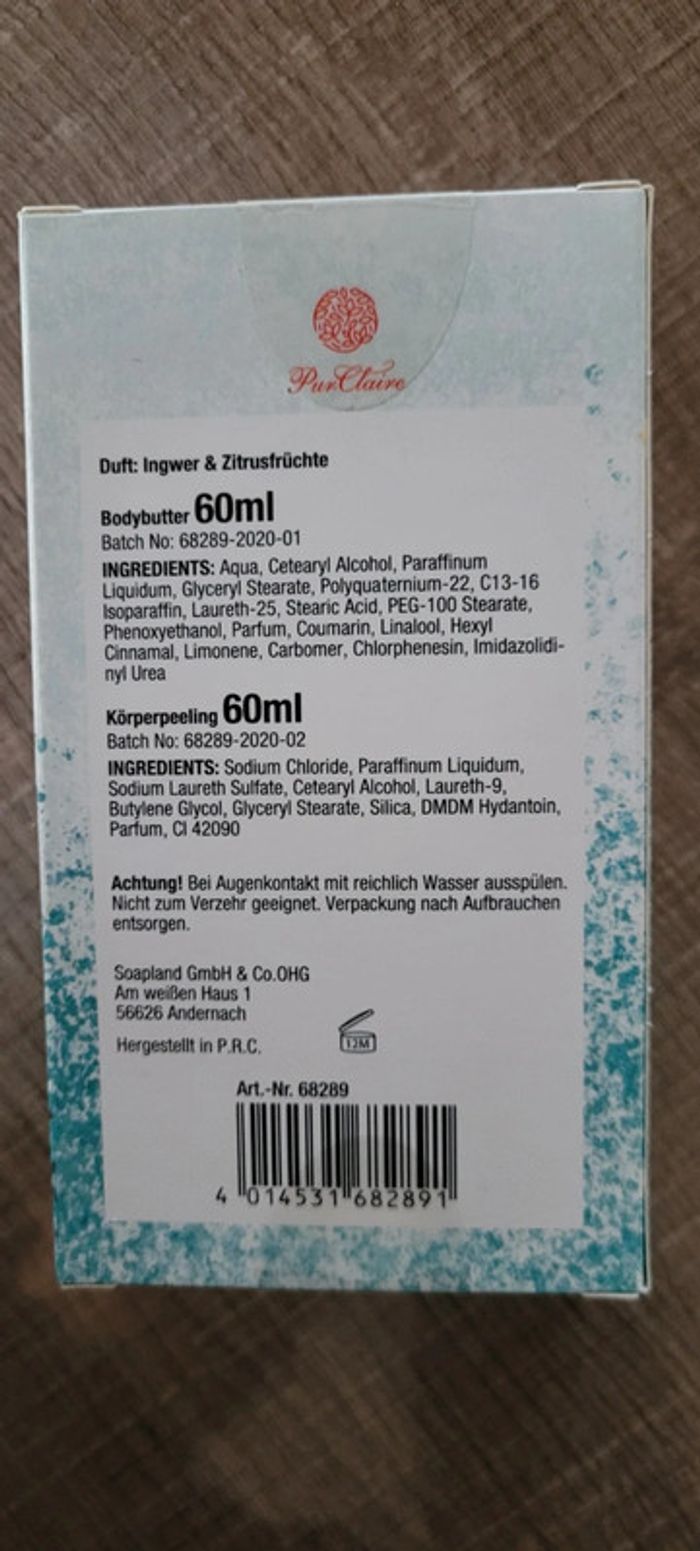 PurClaire
Duft: Ingwer & Zitrusfrüchte
Bodybutter 60ml
Batch No: 68289-2020-01
INGREDIENTS: Aqua, Cetearyl Alcohol, Paraffinum
Liquidum, Glyceryl Stearate, Polyquaternium-22, C13-16
Isoparaffin, Laureth-25, Stearic Acid, PEG-100 Stearate,
Phenoxyethanol, Parfum, Coumarin, Linalool, Hexyl
Cinnamal, Limonene, Carbomer, Chlorphenesin, Imidazolidi-
nyl Urea
Körperpeeling 60ml
Batch No: 68289-2020-02
INGREDIENTS: Sodium Chloride, Paraffinum Liquidum,
Sodium Laureth Sulfate, Cetearyl Alcohol, Laureth-9,
Butylene Glycol, Glyceryl Stearate, Silica, DMDM Hydantoin,
Parfum, CI 42090
Achtung! Bei Augenkontakt mit reichlich Wasser ausspülen.
Nicht zum Verzehr geeignet. Verpackung nach Aufbrauchen
entsorgen.
Soapland GmbH & Co.OHG
Am weißen Haus 1
56626 Andernach
Hergestellt in P.R.C.
12M
Art.-Nr. 68289
4 014531 682891